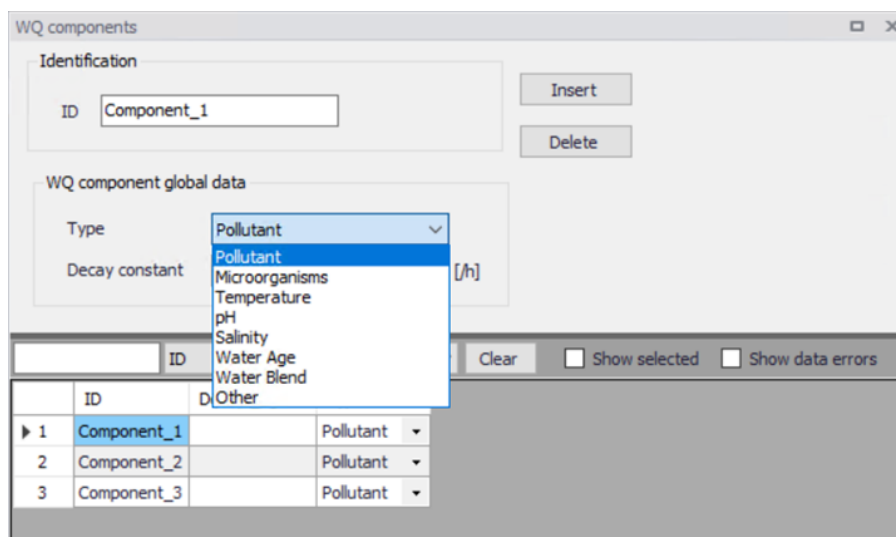 WQ components
Identification
ID Component_1
Insert
Delete
WQ component global data
Type Pollutant
Decay constant [/h]
Pollutant
Microorganisms
Temperature
pH
Salinity
Water Age
Water Blend
Other
ID Clear Show selected Show data errors
ID
1 Component_1 Pollutant
2 Component_2 Pollutant
3 Component_3 Pollutant